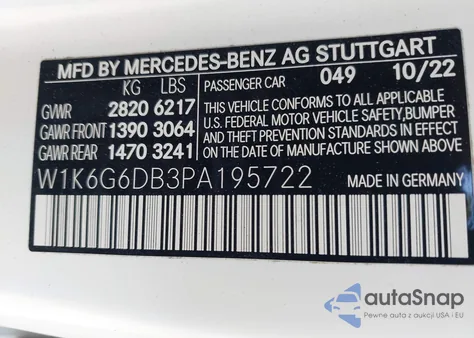 MFD BY MERCEDES-BENZ AG STUTTGART
KG LBS PASSENGER CAR 049 10/22
GVWR 2820 6217
GAWR FRONT 1390 3064
GAWR REAR 1470 3241
THIS VEHICLE CONFORMS TO ALL APPLICABLE
U.S. FEDERAL MOTOR VEHICLE SAFETY,BUMPER
AND THEFT PREVENTION STANDARDS IN EFFECT
ON THE DATE OF MANUFACTURE SHOWN ABOVE.
W1K6G6DB3PA195722 MADE IN GERMANY
autoSnap
Pewne auta z aukcji USA i EU